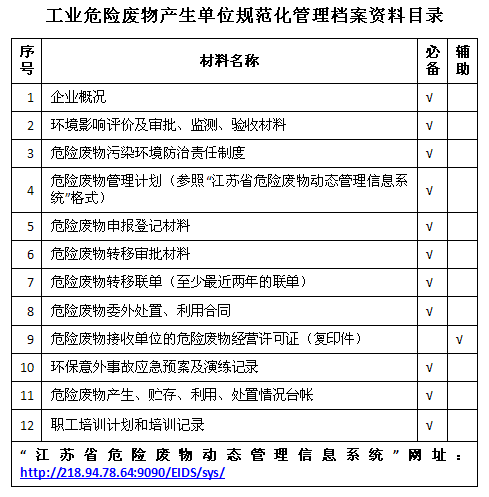 工业危险废物产生单位规范化管理档案资料目录
序号 材料名称 必备 辅助
1 企业概况 √
2 环境影响评价及审批、监测、验收材料 √
3 危险废物污染环境防治责任制度 √
4 危险废物管理计划（参照“江苏省危险废物动态管理信息系
统”格式） √
5 危险废物申报登记材料 √
6 危险废物转移审批材料 √
7 危险废物转移联单（至少最近两年的联单） √
8 危险废物委外处置、利用合同 √
9 危险废物接收单位的危险废物经营许可证（复印件） √
10 环保意外事故应急预案及演练记录 √
11 危险废物产生、贮存、利用、处置情况台帐 √
12 职工培训计划和培训记录 √
“江苏省危险废物动态管理信息系统”网址：
http://218.94.78.64:9090/EIDS/sys/